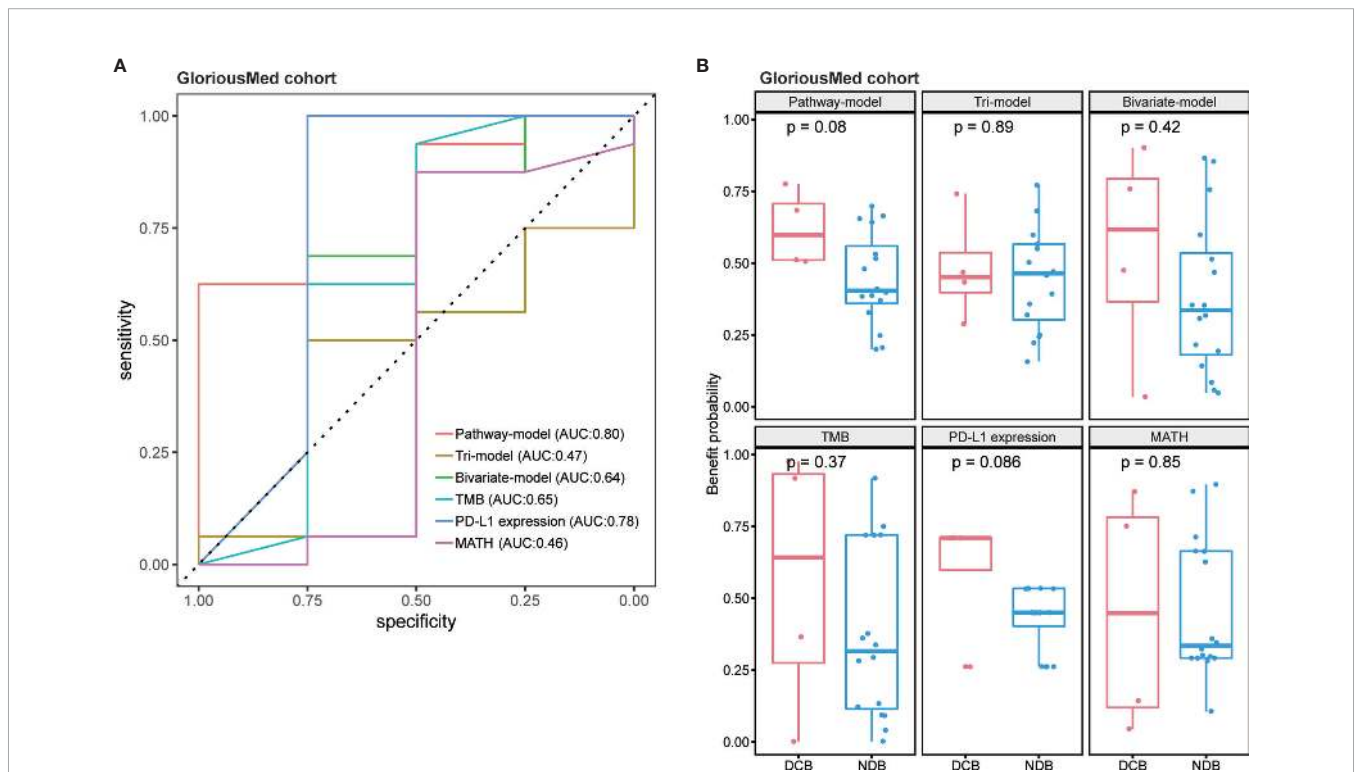 A
GloriousMed cohort
1.00
0.75
0.50
0.25
0.00
sensitivity
1.00 0.75 0.50 0.25 0.00
specificity
Pathway-model (AUC:0.80)
Tri-model (AUC:0.47)
Bivariate-model (AUC:0.64)
TMB (AUC:0.65)
PD-L1 expression (AUC:0.78)
MATH (AUC:0.46)
B
GloriousMed cohort
Pathway-model Tri-model Bivariate-model
p = 0.08 p = 0.89 p = 0.42
1.00
0.75
0.50
0.25
0.00
Benefit probability
TMB PD-L1 expression MATH
p = 0.37 p = 0.086 p = 0.85
1.00
0.75
0.50
0.25
0.00
DCB NDB DCB NDB DCB NDB